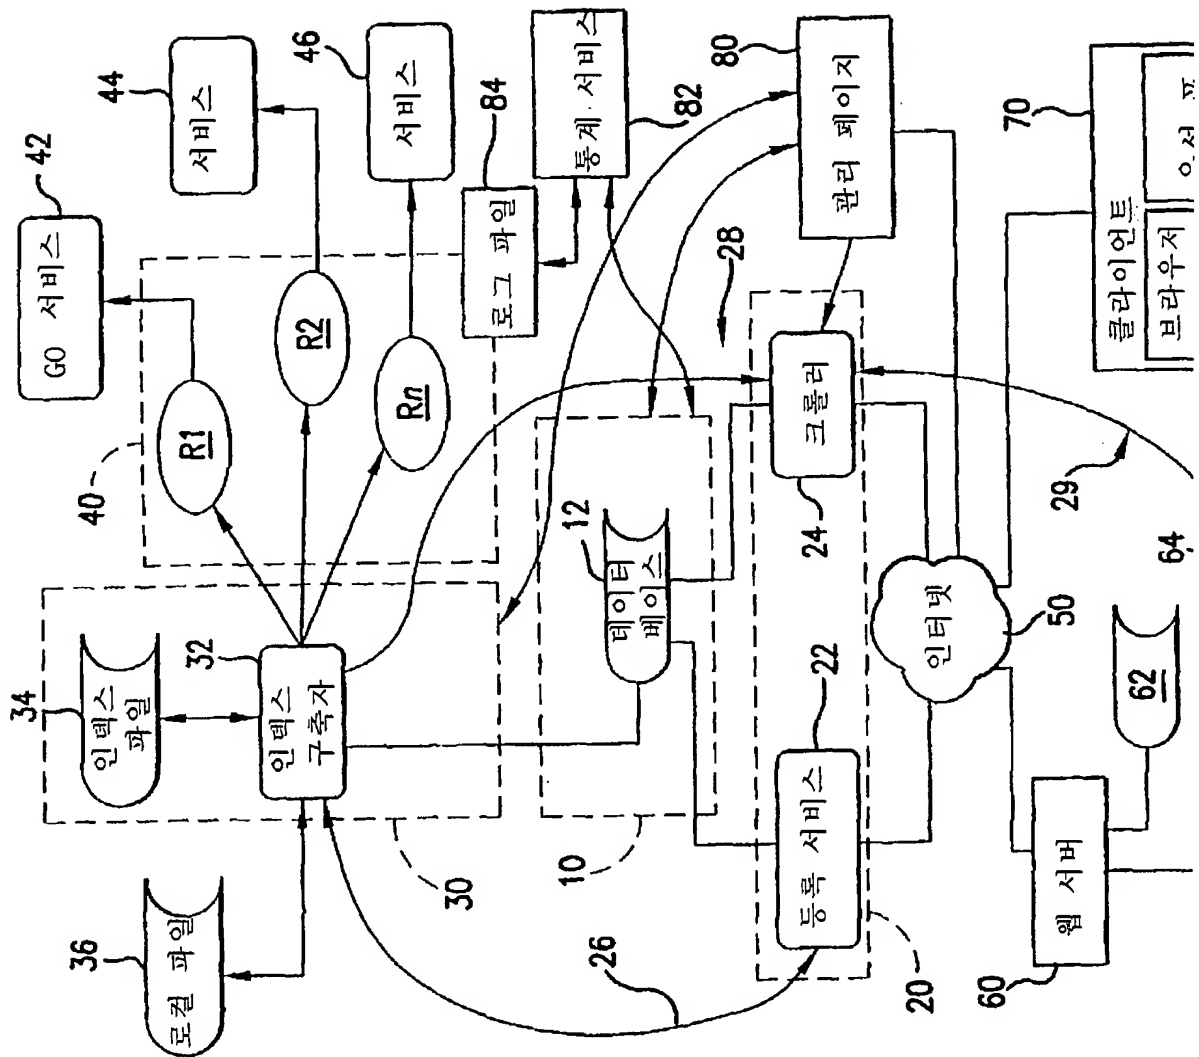 44
서비스
46
서비스
통계 서비스
82
80
관리 페이지
42
GO 서비스
84
로그 파일
28
70
클라이언트
브라우저
R2
Rn
R1
40
크롤러
24
29
64
12
데이터
베이스
인터넷
50
62
34
인덱스
파일
32
인덱스
구축자
22
등록 서비스
30
10
20
웹 서버
60
36
로컬 파일
26